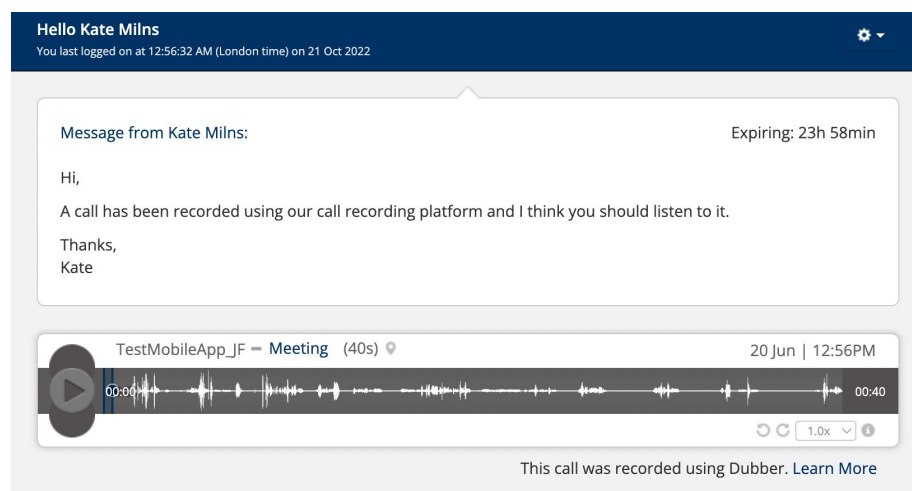 Hello Kate Milns
You last logged on at 12:56:32 AM (London time) on 21 Oct 2022
Message from Kate Milns:
Expiring: 23h 58min
Hi,
A call has been recorded using our call recording platform and I think you should listen to it.
Thanks,
Kate
TestMobileApp_JF – Meeting (40s)
20 Jun | 12:56PM
00:00
00:40
1.0x
This call was recorded using Dubber. Learn More